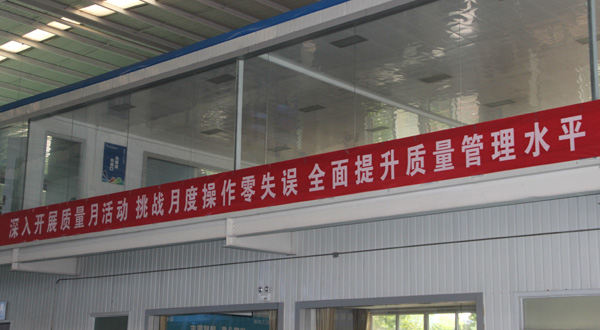 深入开展质量月活动 挑战月度操作零失误 全面提升质量管理水平